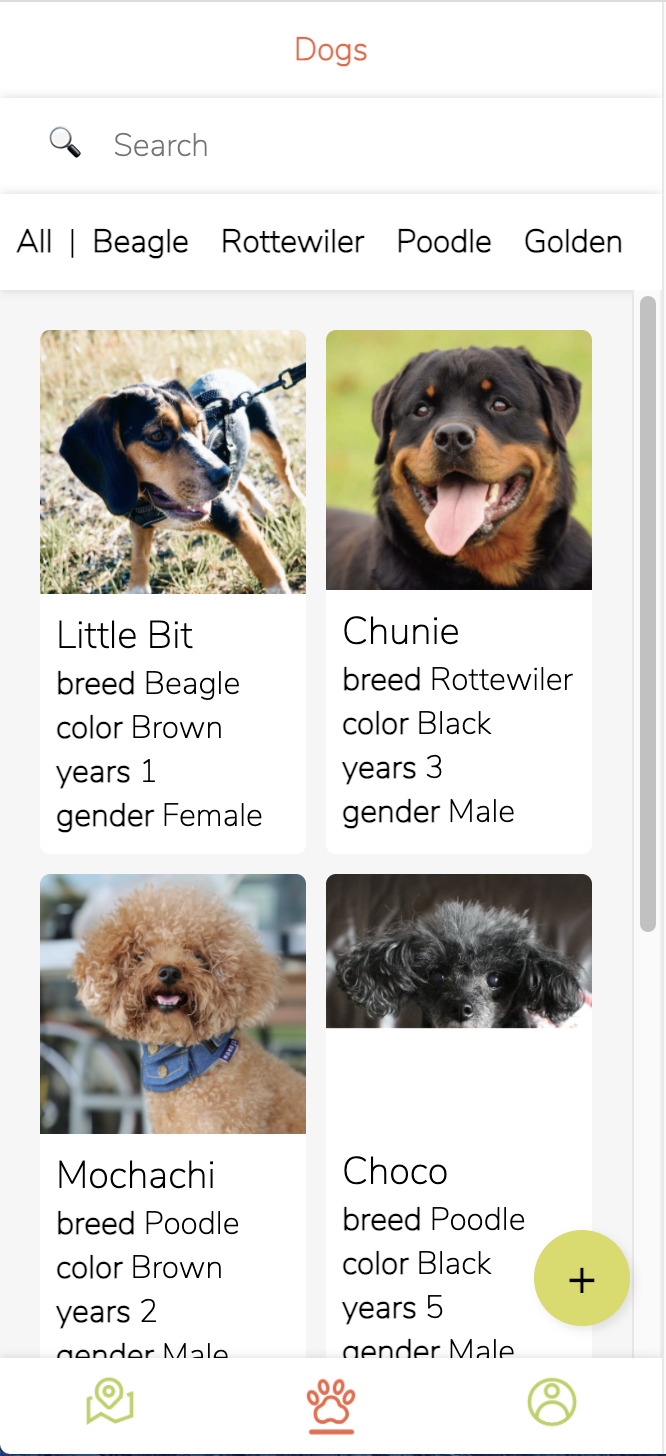 Dogs
Search
All | Beagle Rottewiler Poodle Golden
Little Bit
breed Beagle
color Brown
years 1
gender Female
Chunie
breed Rottewiler
color Black
years 3
gender Male
Mochachi
breed Poodle
color Brown
years 2
gender Male
Choco
breed Poodle
color Black
years 5
gender Male
+